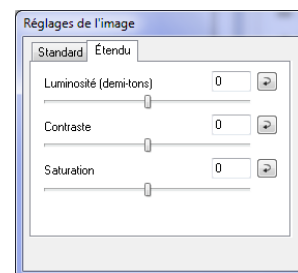 Réglages de l'image
Standard Étendu
Luminosité (demi-tons) 0
Contraste 0
Saturation 0